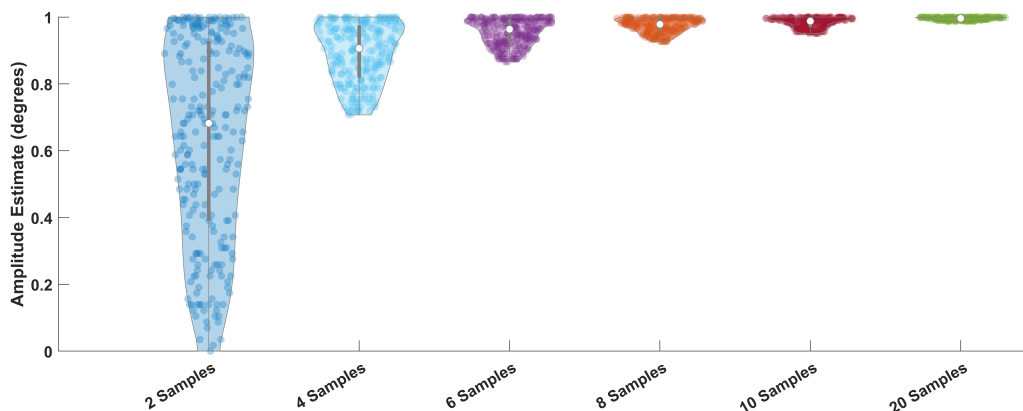 Amplitude Estimate (degrees)
1
0.8
0.6
0.4
0.2
0
2 Samples
4 Samples
6 Samples
8 Samples
10 Samples
20 Samples